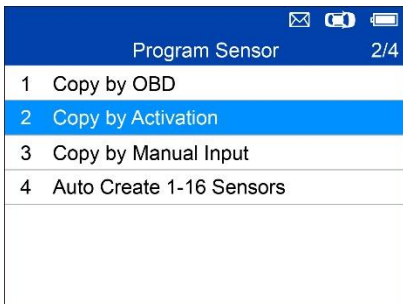 Program Sensor 2/4
1 Copy by OBD
2 Copy by Activation
3 Copy by Manual Input
4 Auto Create 1-16 Sensors